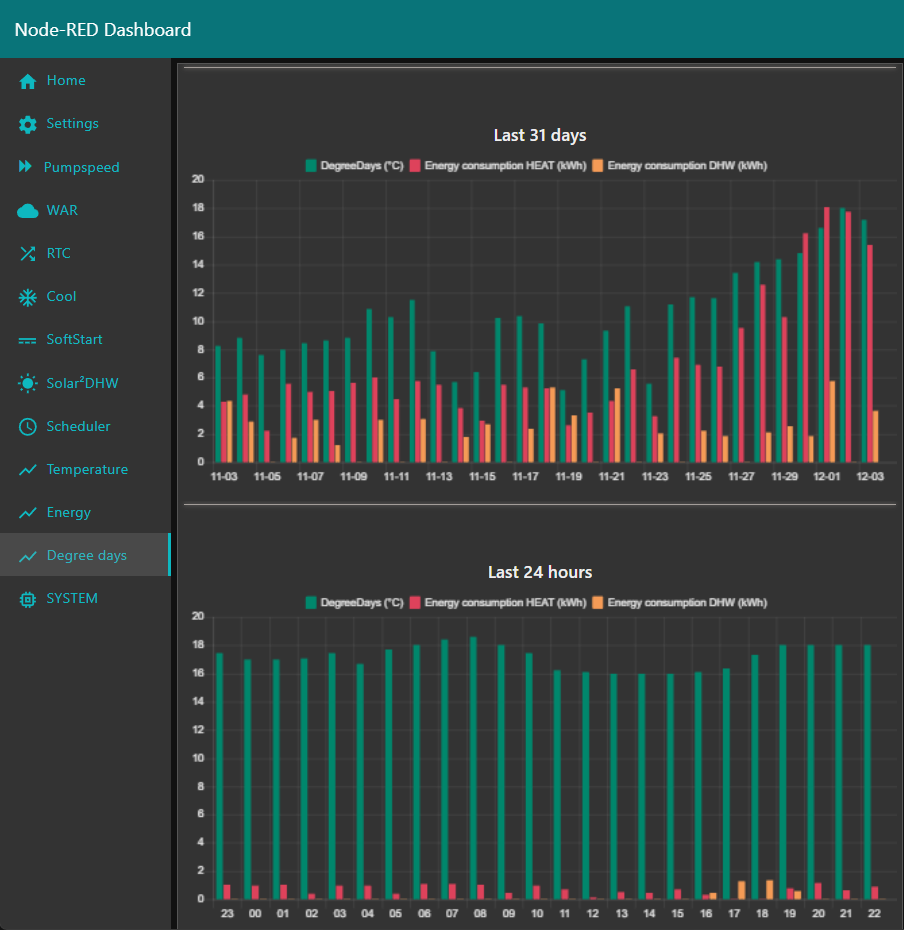 Node-RED Dashboard
Home
Settings
Pumpspeed
WAR
RTC
Cool
SoftStart
Solar²DHW
Scheduler
Temperature
Energy
Degree days
SYSTEM
Last 31 days
DegreeDays (°C) Energy consumption HEAT (kWh) Energy consumption DHW (kWh)
20
18
16
14
12
10
8
6
4
2
0
11-03 11-05 11-07 11-09 11-11 11-13 11-15 11-17 11-19 11-21 11-23 11-25 11-27 11-29 12-01 12-03
Last 24 hours
DegreeDays (°C) Energy consumption HEAT (kWh) Energy consumption DHW (kWh)
20
18
16
14
12
10
8
6
4
2
0
23 00 01 02 03 04 05 06 07 08 09 10 11 12 13 14 15 16 17 18 19 20 21 22